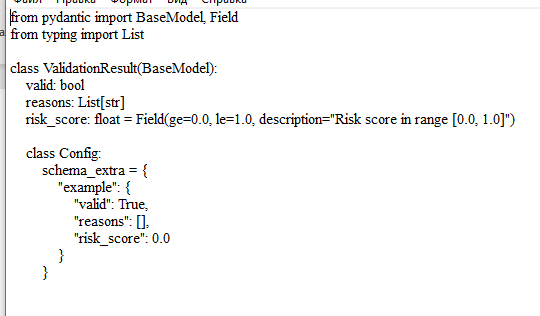 Файл Правка Формат Вид Справка
from pydantic import BaseModel, Field
from typing import List

class ValidationResult(BaseModel):
    valid: bool
    reasons: List[str]
    risk_score: float = Field(ge=0.0, le=1.0, description="Risk score in range [0.0, 1.0]")

    class Config:
        schema_extra = {
            "example": {
                "valid": True,
                "reasons": [],
                "risk_score": 0.0
            }
        }